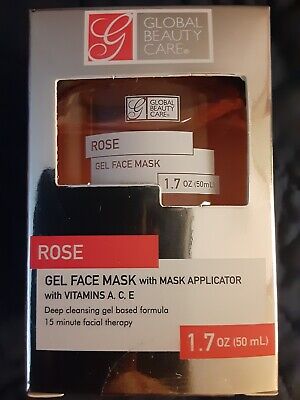 G
GLOBAL
BEAUTY
CARE®
G
GLOBAL
BEAUTY
CARE®
ROSE
GEL FACE MASK
1.7 OZ (50mL)
ROSE
GEL FACE MASK with MASK APPLICATOR
with VITAMINS A, C, E
Deep cleansing gel based formula
15 minute facial therapy
1.7 OZ (50 mL)